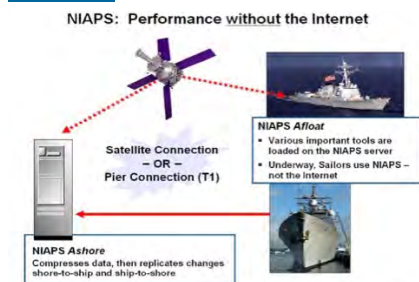 NIAPS: Performance without the Internet
NIAPS Afloat
▪ Various important tools are
loaded on the NIAPS server
▪ Underway, Sailors use NIAPS –
not the Internet
Satellite Connection
– OR –
Pier Connection (T1)
NIAPS Ashore
Compresses data, then replicates changes
shore-to-ship and ship-to-shore